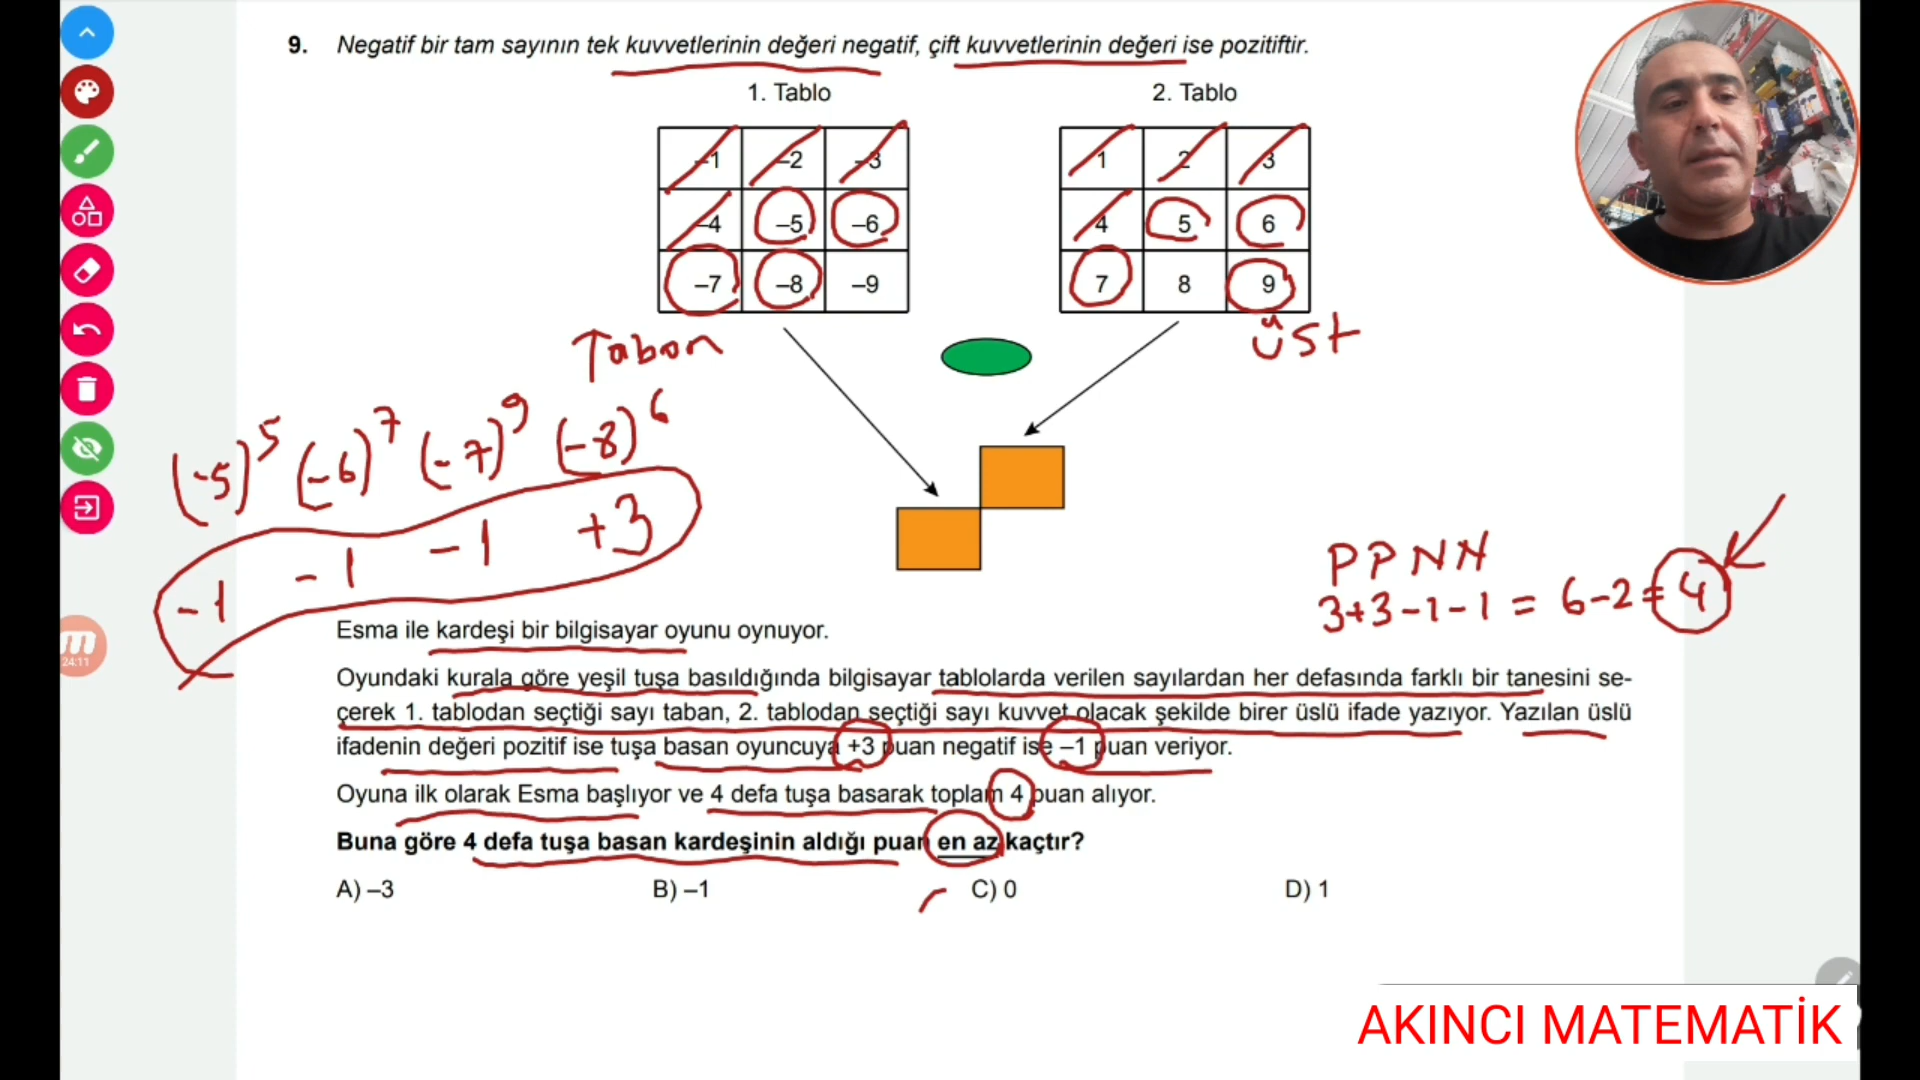 9. Negatif bir tam sayının tek kuvvetlerinin değeri negatif, çift kuvvetlerinin değeri ise pozitiftir.
1. Tablo
2. Tablo
–1 –2 –3
–4 –5 –6
–7 –8 –9
1 2 3
4 5 6
7 8 9
Taban
üst
(-5)⁵ (-6)⁷ (-7)⁹ (-8)⁶
-1 -1 -1 +3
PPNN
3+3-1-1 = 6-2= 4
24:11
Esma ile kardeşi bir bilgisayar oyunu oynuyor.
Oyundaki kurala göre yeşil tuşa basıldığında bilgisayar tablolarda verilen sayılardan her defasında farklı bir tanesini se-
çerek 1. tablodan seçtiği sayı taban, 2. tablodan seçtiği sayı kuvvet olacak şekilde birer üslü ifade yazıyor. Yazılan üslü
ifadenin değeri pozitif ise tuşa basan oyuncuya +3 puan negatif ise –1 puan veriyor.
Oyuna ilk olarak Esma başlıyor ve 4 defa tuşa basarak toplam 4 puan alıyor.
Buna göre 4 defa tuşa basan kardeşinin aldığı puan en az kaçtır?
A) –3 B) –1 C) 0 D) 1
AKINCI MATEMATİK